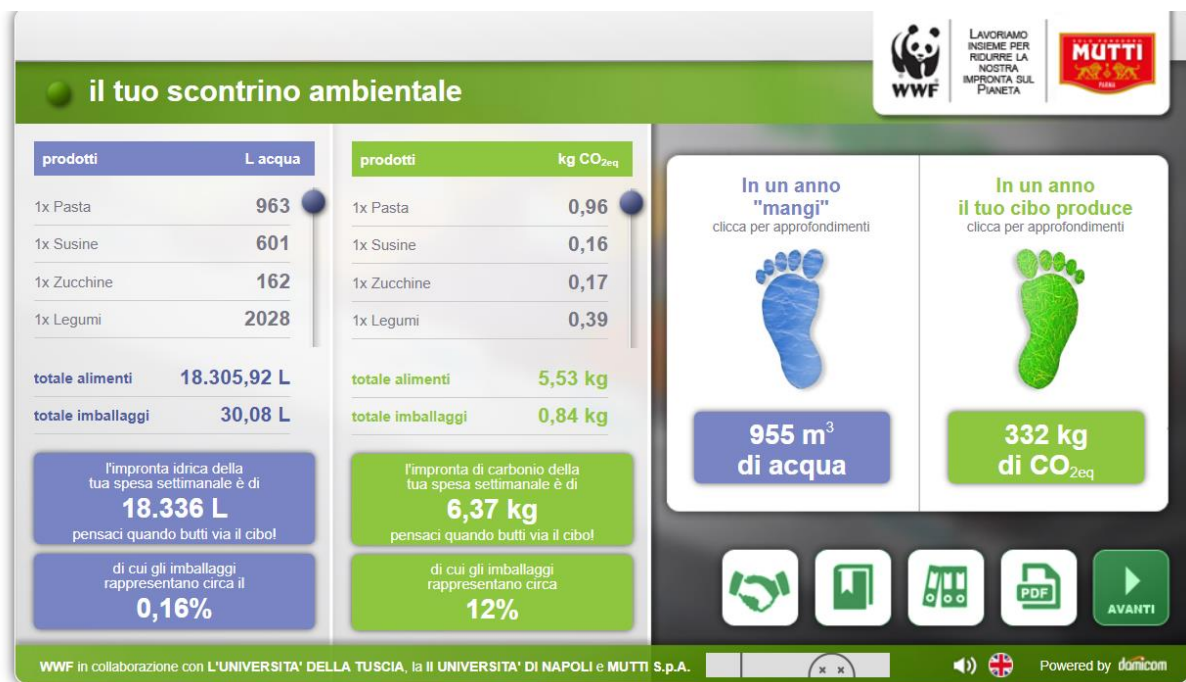 WWF
LAVORIAMO
INSIEME PER
RIDURRE LA
NOSTRA
IMPRONTA SUL
PIANETA
SOLO POMODORO
MUTTI
PARMA
il tuo scontrino ambientale
prodotti L acqua
1x Pasta 963
1x Susine 601
1x Zucchine 162
1x Legumi 2028
totale alimenti 18.305,92 L
totale imballaggi 30,08 L
l'impronta idrica della
tua spesa settimanale è di
18.336 L
pensaci quando butti via il cibo!
di cui gli imballaggi
rappresentano circa il
0,16%
prodotti kg CO2eq
1x Pasta 0,96
1x Susine 0,16
1x Zucchine 0,17
1x Legumi 0,39
totale alimenti 5,53 kg
totale imballaggi 0,84 kg
l'impronta di carbonio della
tua spesa settimanale è di
6,37 kg
pensaci quando butti via il cibo!
di cui gli imballaggi
rappresentano circa
12%
In un anno
"mangi"
clicca per approfondimenti
955 m³
di acqua
In un anno
il tuo cibo produce
clicca per approfondimenti
332 kg
di CO2eq
PDF
AVANTI
WWF in collaborazione con L'UNIVERSITA' DELLA TUSCIA, la II UNIVERSITA' DI NAPOLI e MUTTI S.p.A.
Powered by damicom